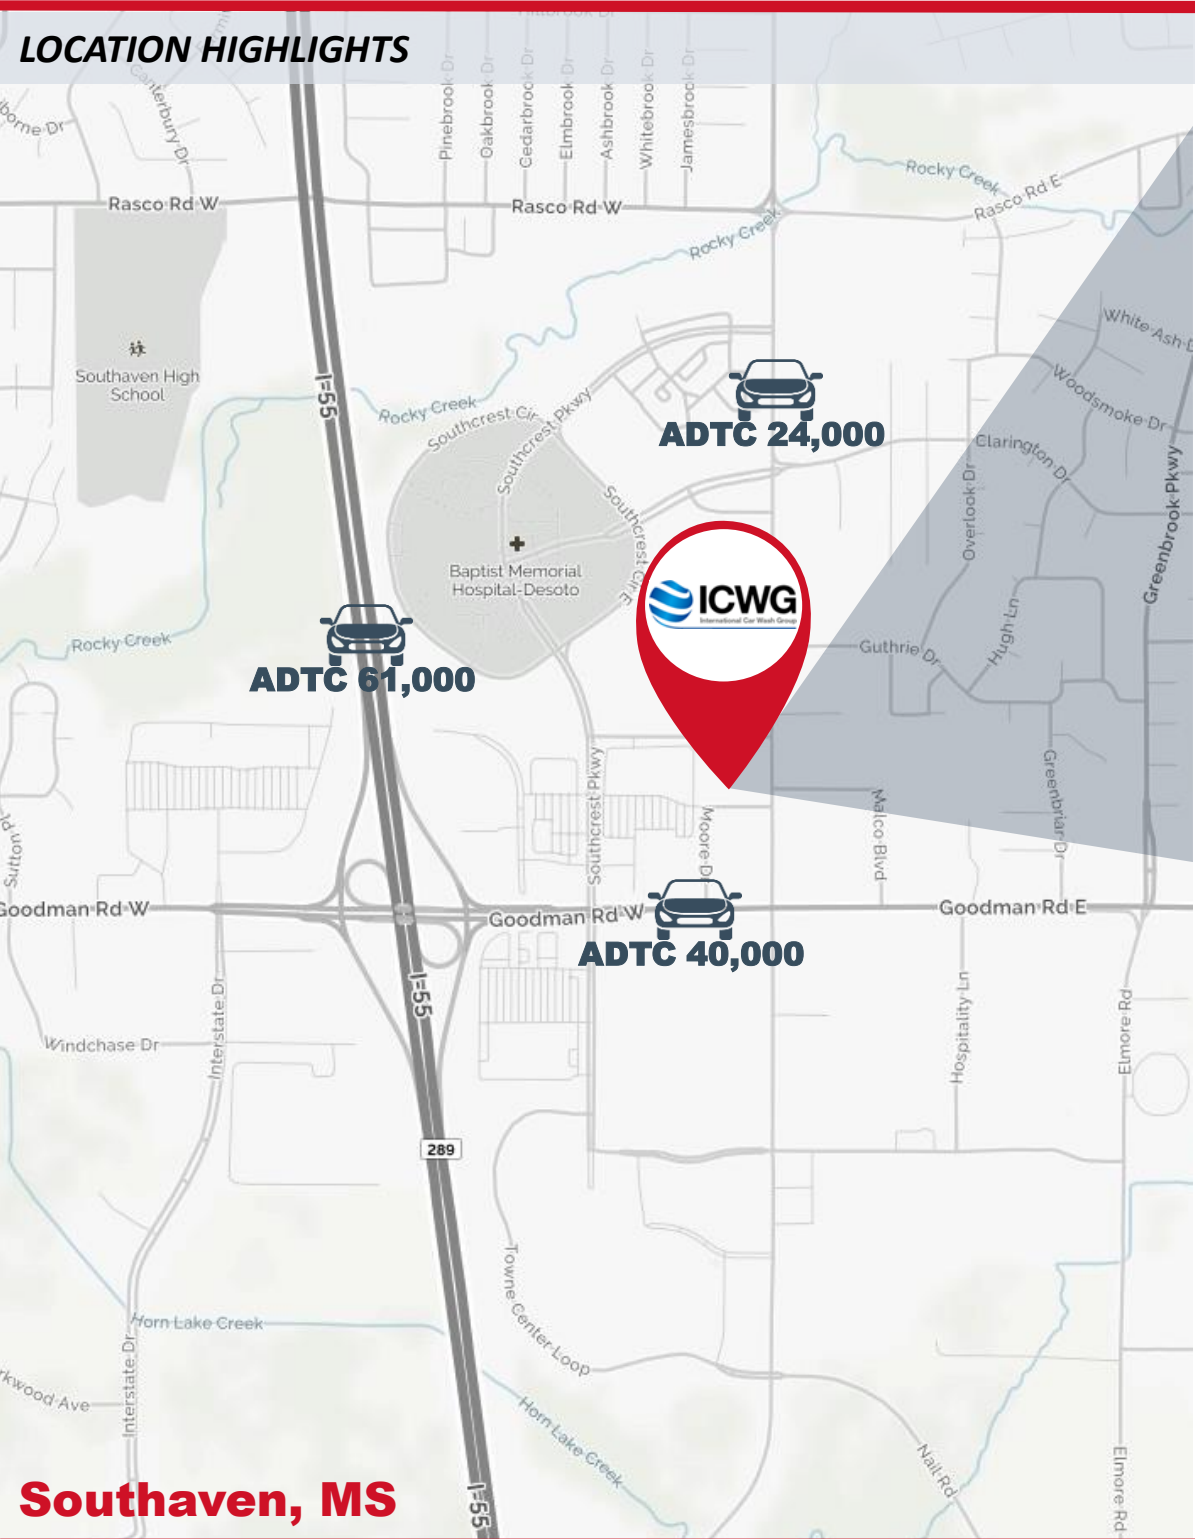 LOCATION HIGHLIGHTS
Canterbury Dr
Pinebrook Dr
Oakbrook Dr
Cedarbrook Dr
Elmbrook Dr
Ashbrook Dr
Whitebrook Dr
Jamesbrook Dr
Rasco Rd W
Rasco Rd W
Rocky Creek
Rasco Rd E
Rocky Creek
Southaven High
School
I-55
Rocky Creek
Southcrest Cir
Southcrest Pkwy
ADTC 24,000
White Ash D
Woodsmoke Dr
Clarington Dr
Overlook Dr
Greenbrook Pkwy
Southcrest Cir E
Baptist Memorial
Hospital-Desoto
ICWG
International Car Wash Group
Rocky Creek
Guthrie Dr
Hugh Ln
ADTC 61,000
Southcrest Pkwy
Moore Dr
Malco Blvd
Greenbriar Dr
Sutton
Goodman Rd W
Goodman Rd W
Goodman Rd E
ADTC 40,000
I-55
Interstate Dr
Windchase Dr
Hospitality Ln
Elmore Rd
289
Towne Center Loop
Horn Lake Creek
Interstate Dr
rkwood Ave
Horn Lake Creek
Nail Rd
Elmore Rd
I-55
Southaven, MS